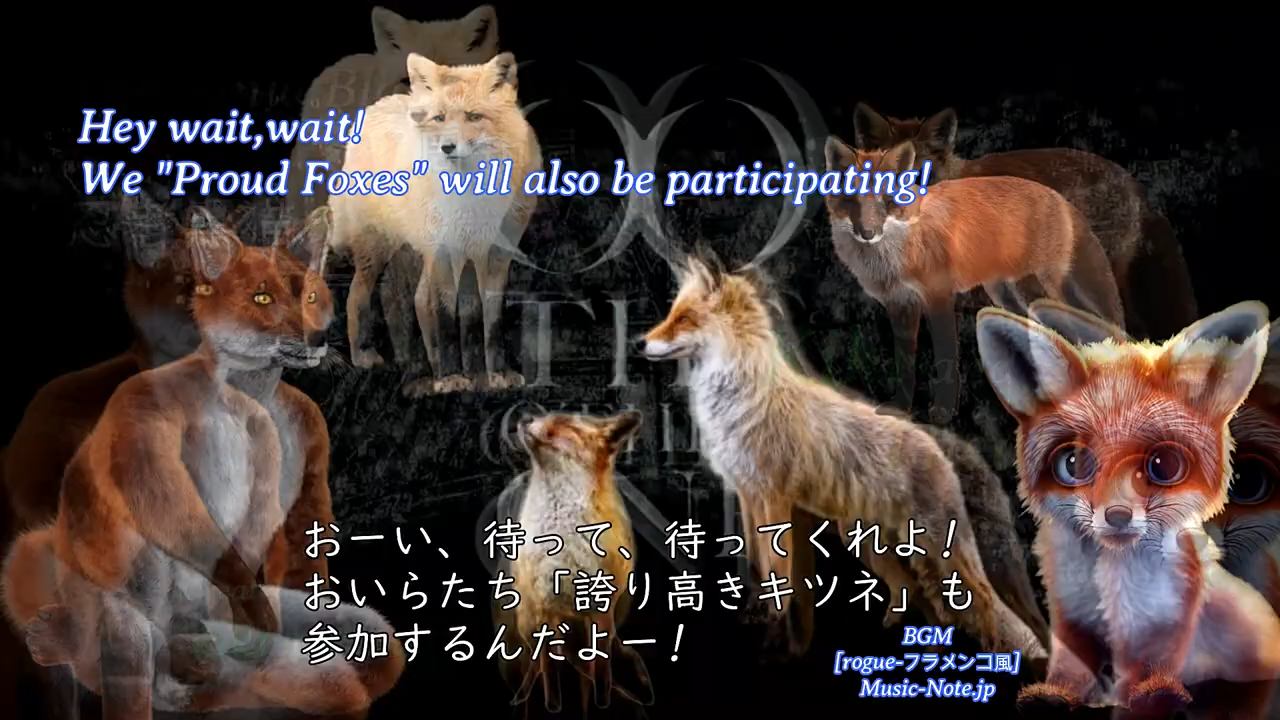 Hey wait,wait!
We "Proud Foxes" will also be participating!
おーい、待って、待ってくれよ！
おいらたち「誇り高きキツネ」も
参加するんだよー！
BGM
[rogue-フラメンコ風]
Music-Note.jp